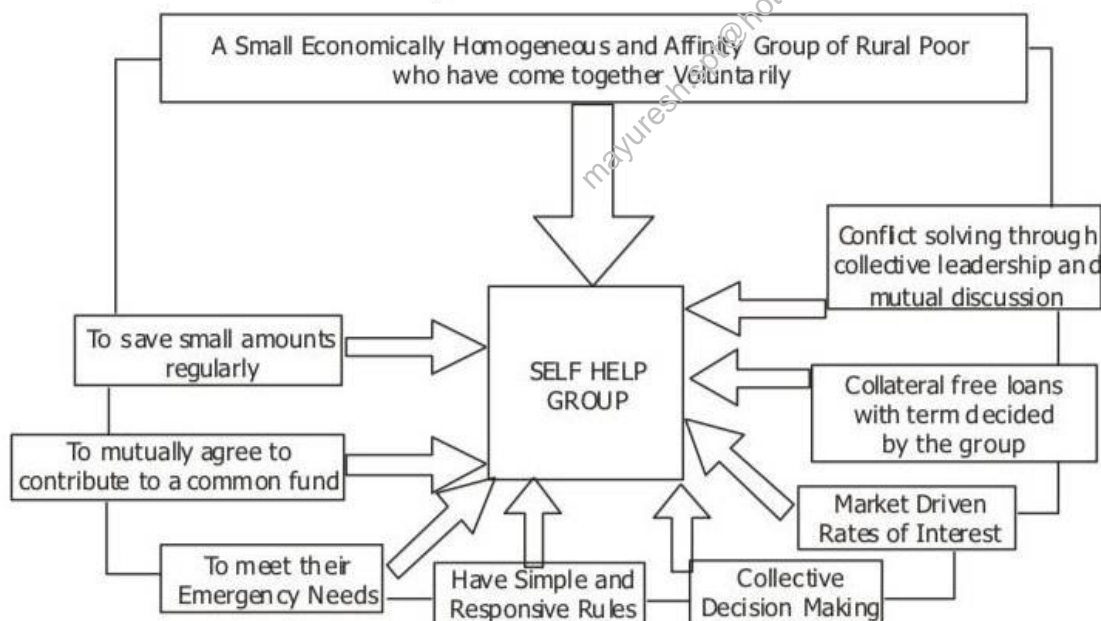 A Small Economically Homogeneous and Affinity Group of Rural Poor
who have come together Voluntarily
Conflict solving through
collective leadership and
mutual discussion
To save small amounts
regularly
SELF HELP
GROUP
Collateral free loans
with term decided
by the group
To mutually agree to
contribute to a common fund
Market Driven
Rates of Interest
To meet their
Emergency Needs
Have Simple and
Responsive Rules
Collective
Decision Making